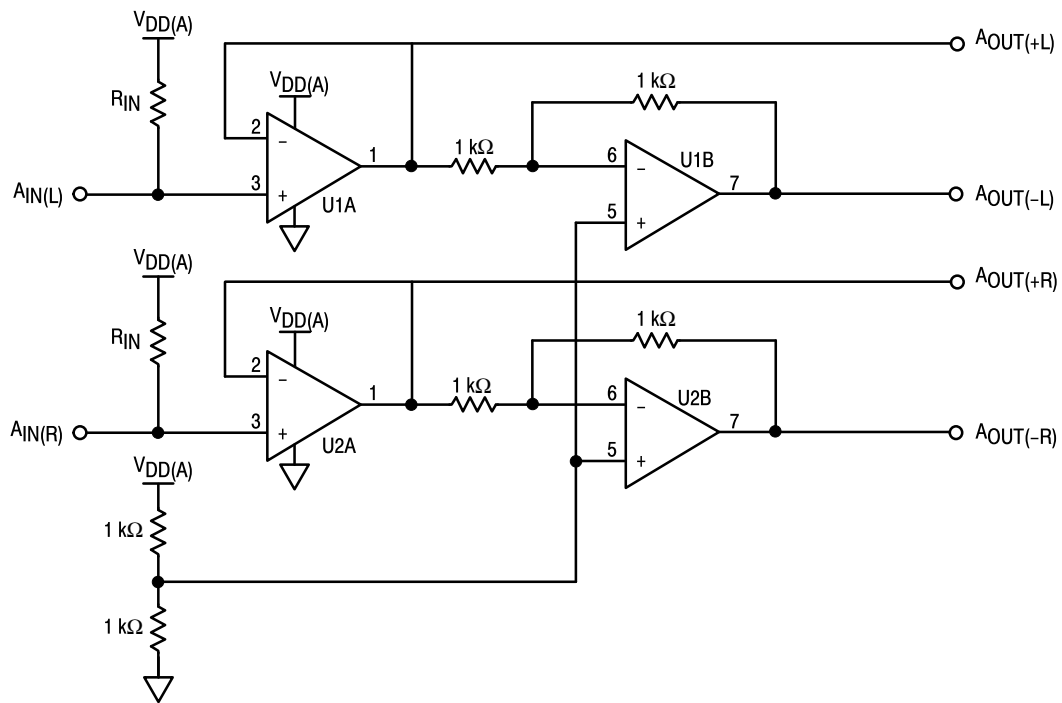 VDD(A)
AOUT(+L)
RIN
VDD(A)
1 kΩ
2
−
1
1 kΩ
6
−
U1B
AIN(L)
3
+
U1A
7
AOUT(−L)
5
+
VDD(A)
AOUT(+R)
RIN
VDD(A)
1 kΩ
2
−
1
1 kΩ
6
−
U2B
AIN(R)
3
+
U2A
7
AOUT(−R)
5
+
VDD(A)
1 kΩ
1 kΩ